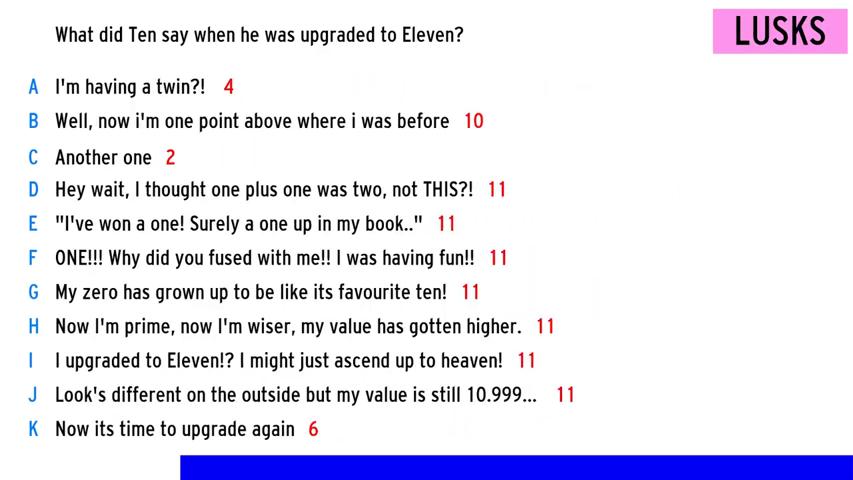 What did Ten say when he was upgraded to Eleven?
LUSKS
A I'm having a twin?! 4
B Well, now i'm one point above where i was before 10
C Another one 2
D Hey wait, I thought one plus one was two, not THIS?! 11
E "I've won a one! Surely a one up in my book.." 11
F ONE!!! Why did you fused with me!! I was having fun!! 11
G My zero has grown up to be like its favourite ten! 11
H Now I'm prime, now I'm wiser, my value has gotten higher. 11
I I upgraded to Eleven!? I might just ascend up to heaven! 11
J Look's different on the outside but my value is still 10.999... 11
K Now its time to upgrade again 6